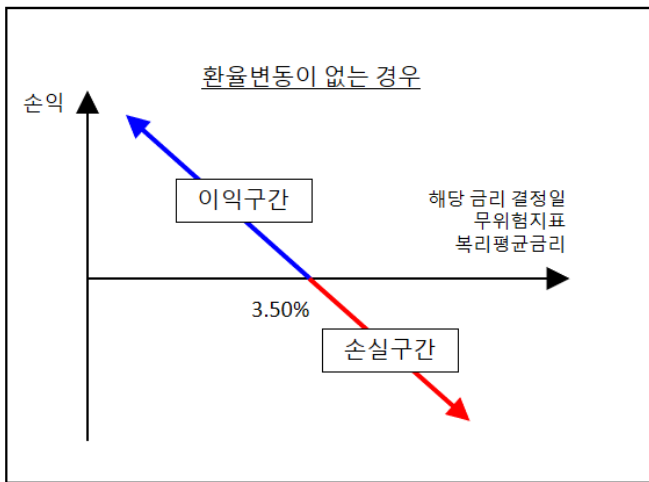 환율변동이 없는 경우
손익
이익구간
해당 금리 결정일
무위험지표
복리평균금리
3.50%
손실구간